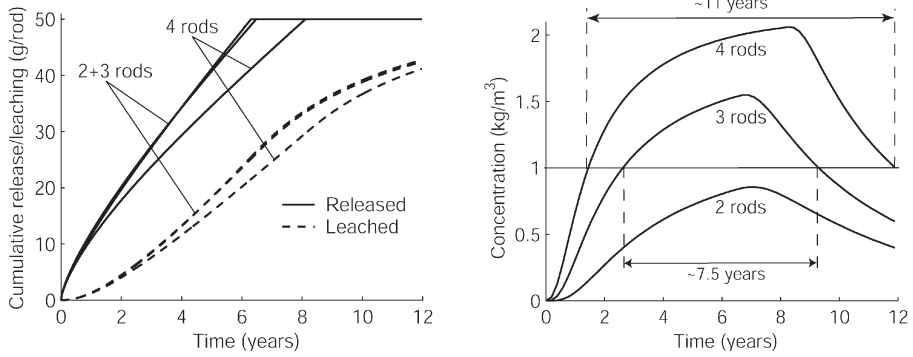 Cumulative release/leaching (g/rod)
50
40
30
20
10
0
4 rods
2+3 rods
Released
Leached
0 2 4 6 8 10 12
Time (years)
Concentration (kg/m³)
2
1.5
1
0.5
0
~11 years
4 rods
3 rods
2 rods
~7.5 years
0 2 4 6 8 10 12
Time (years)